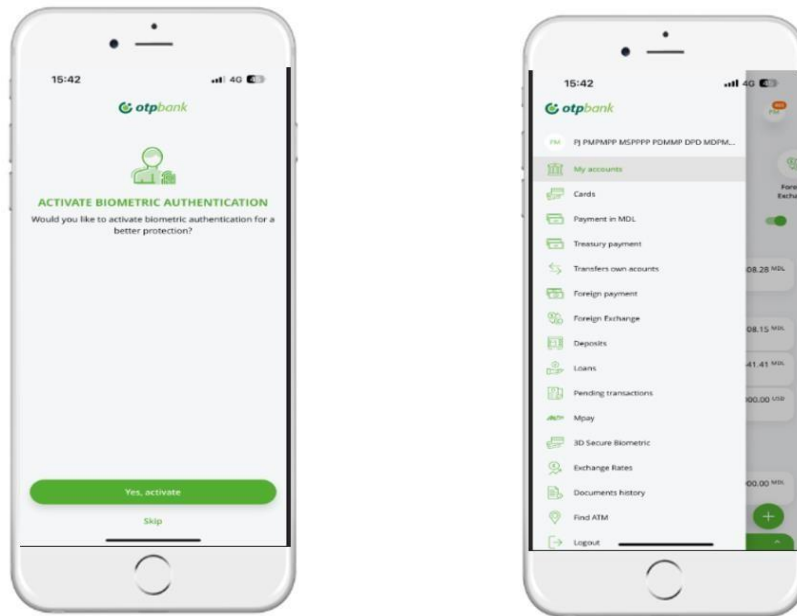 15:42
4G
otpbank
ACTIVATE BIOMETRIC AUTHENTICATION
Would you like to activate biometric authentication for a
better protection?
Yes, activate
Skip
15:42
4G
otpbank
PJ PMPMPP MSPPPP PDMMP DPD MDPM...
My accounts
Cards
Payment in MDL
Treasury payment
Transfers own acounts
Foreign payment
Foreign Exchange
Deposits
Loans
Pending transactions
Mpay
3D Secure Biometric
Exchange Rates
Documents history
Find ATM
Logout
Fore
Excha
08.28 MDL
08.15 MDL
41.41 MDL
000.00 USD
00.00 MDL